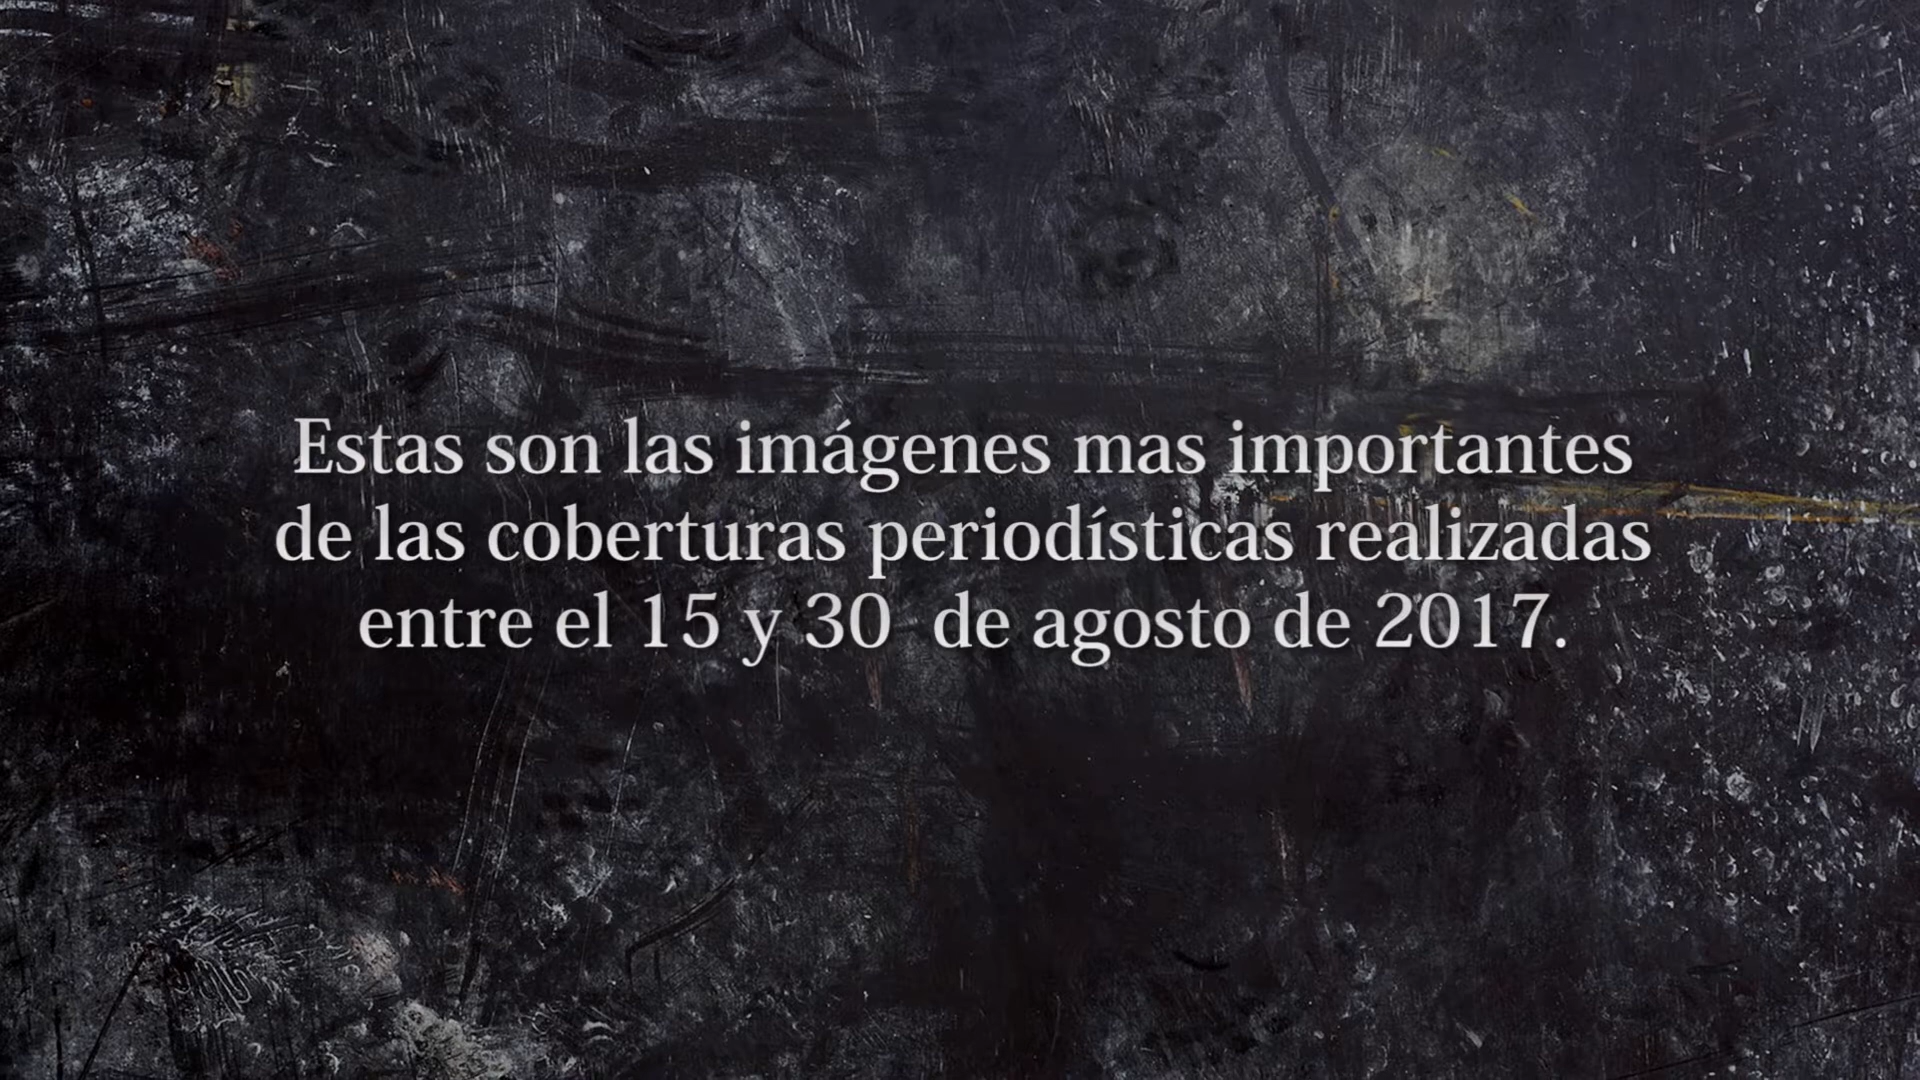 Estas son las imágenes mas importantes
de las coberturas periodísticas realizadas
entre el 15 y 30  de agosto de 2017.